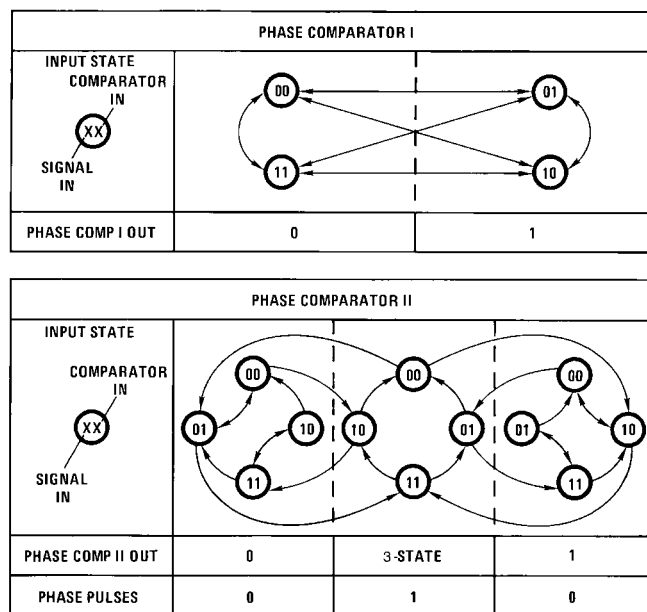 PHASE COMPARATOR I
INPUT STATE
COMPARATOR
IN
XX
SIGNAL
IN
00
01
11
10
PHASE COMP I OUT
0
1
PHASE COMPARATOR II
INPUT STATE
COMPARATOR
IN
XX
SIGNAL
IN
00
00
00
01
10
10
01
01
10
11
11
11
PHASE COMP II OUT
0
3-STATE
1
PHASE PULSES
0
1
0